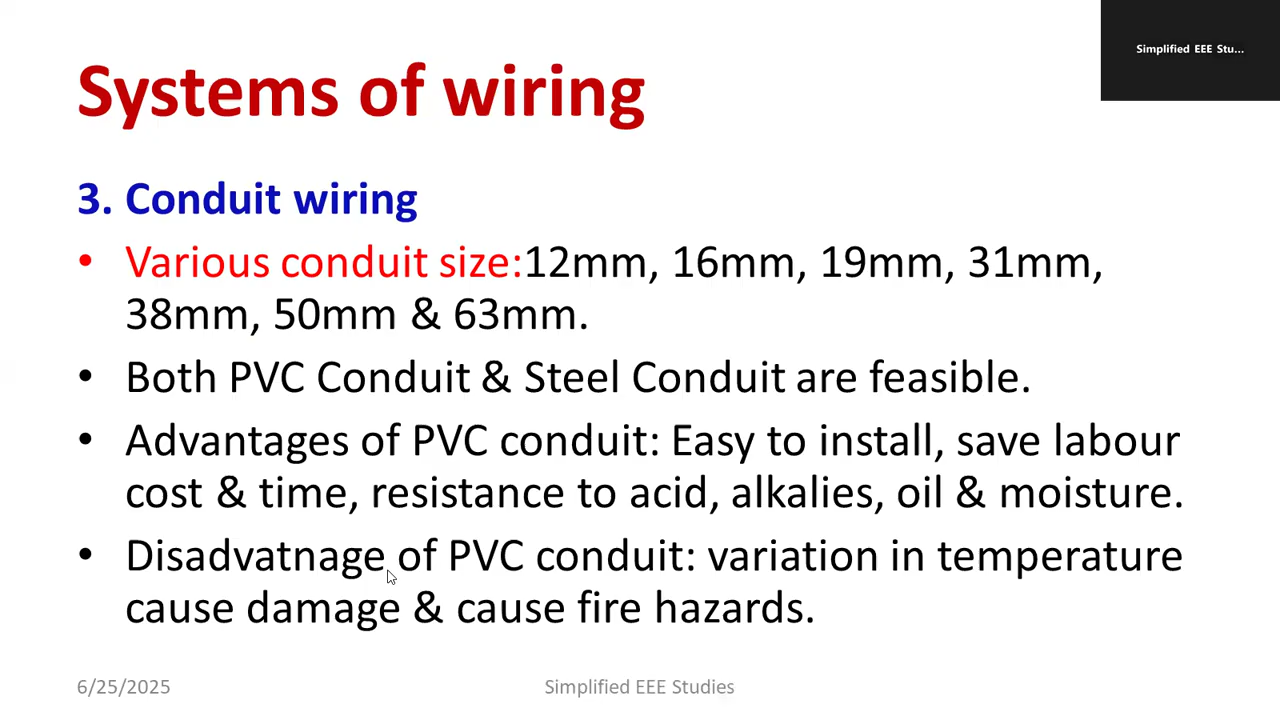 Simplified EEE Stu...
Systems of wiring
3. Conduit wiring
• Various conduit size:12mm, 16mm, 19mm, 31mm,
38mm, 50mm & 63mm.
• Both PVC Conduit & Steel Conduit are feasible.
• Advantages of PVC conduit: Easy to install, save labour
cost & time, resistance to acid, alkalies, oil & moisture.
• Disadvatnage of PVC conduit: variation in temperature
cause damage & cause fire hazards.
6/25/2025
Simplified EEE Studies